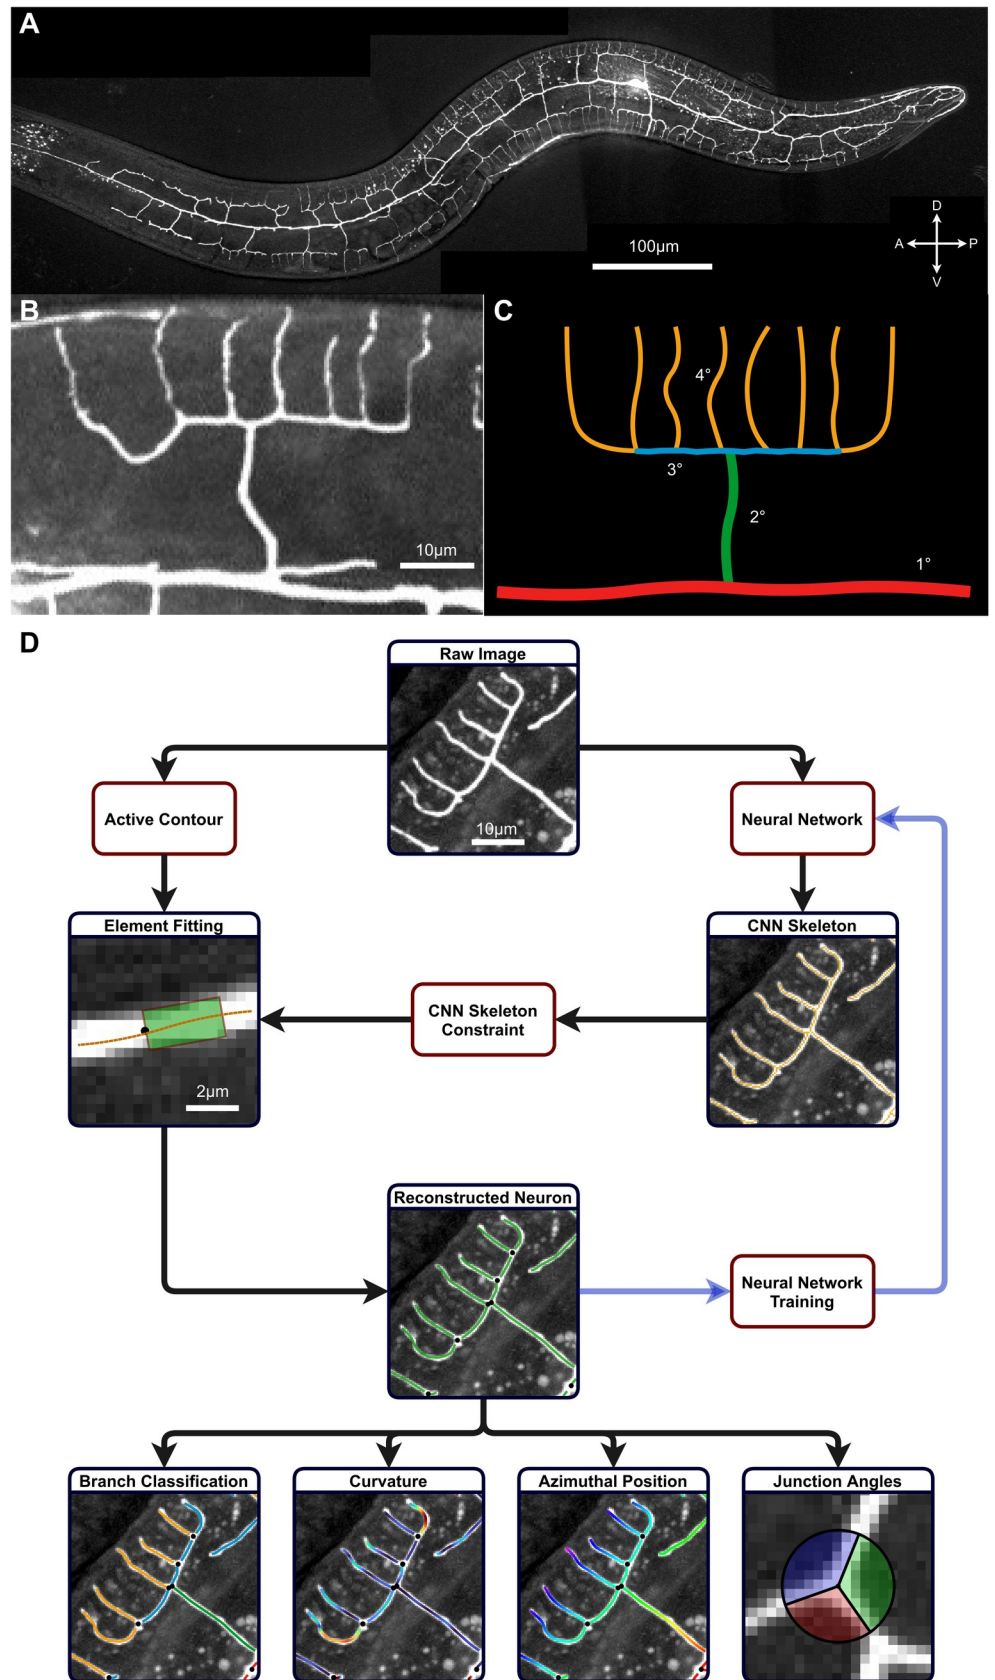 A
D
A P
V
100µm
B
10µm
C
4°
3°
2°
1°
D
Raw Image
10µm
Active Contour
Neural Network
Element Fitting
2µm
CNN Skeleton
Constraint
CNN Skeleton
Reconstructed Neuron
Neural Network
Training
Branch Classification
Curvature
Azimuthal Position
Junction Angles